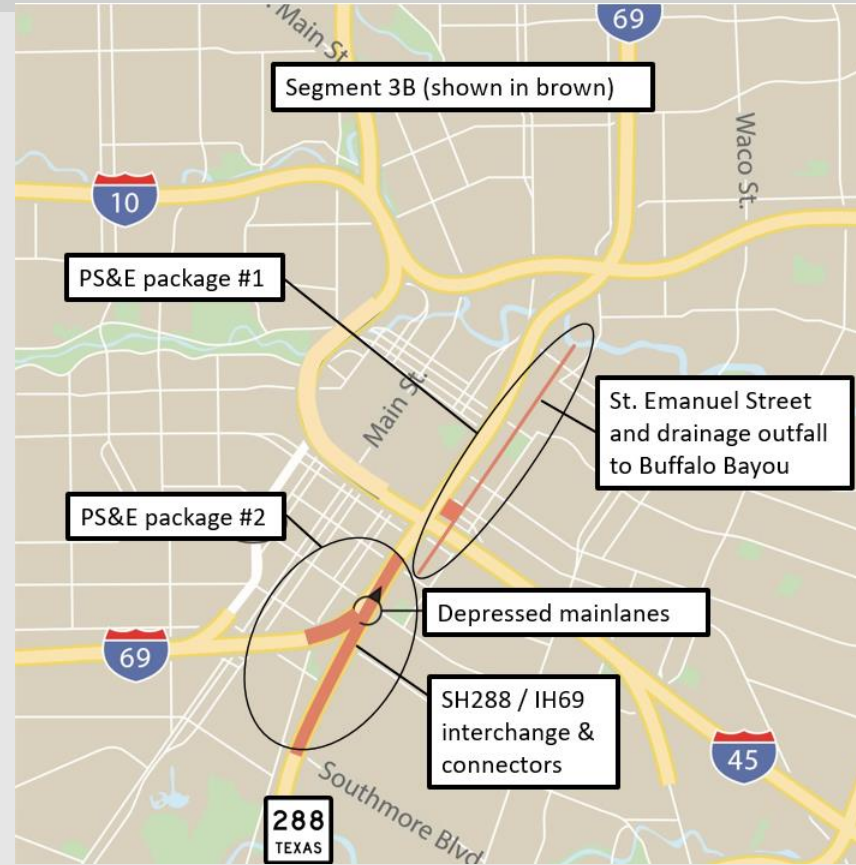 . Main St.
69
Segment 3B (shown in brown)
Waco St.
10
PS&E package #1
Main St.
St. Emanuel Street
and drainage outfall
to Buffalo Bayou
PS&E package #2
Depressed mainlanes
69
SH288 / IH69
interchange &
connectors
45
Southmore Blvd
288
TEXAS